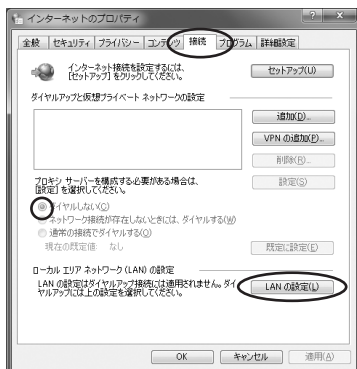 インターネットのプロパティ
全般 セキュリティ プライバシー コンテンツ 接続 プログラム 詳細設定
インターネット接続を設定するには、
[セットアップ] をクリックしてください。
セットアップ(U)
ダイヤルアップと仮想プライベート ネットワークの設定
追加(D)...
VPN の追加(P)...
削除(R)...
プロキシ サーバーを構成する必要がある場合は、
[設定] を選択してください。
設定(S)
ダイヤルしない(C)
ネットワーク接続が存在しないときには、ダイヤルする(W)
通常の接続でダイヤルする(O)
現在の既定値: なし
既定に設定(E)
ローカル エリア ネットワーク (LAN) の設定
LAN の設定はダイヤルアップ接続には適用されません。ダイ
ヤルアップには上の設定を選択してください。
LAN の設定(L)
OK キャンセル 適用(A)